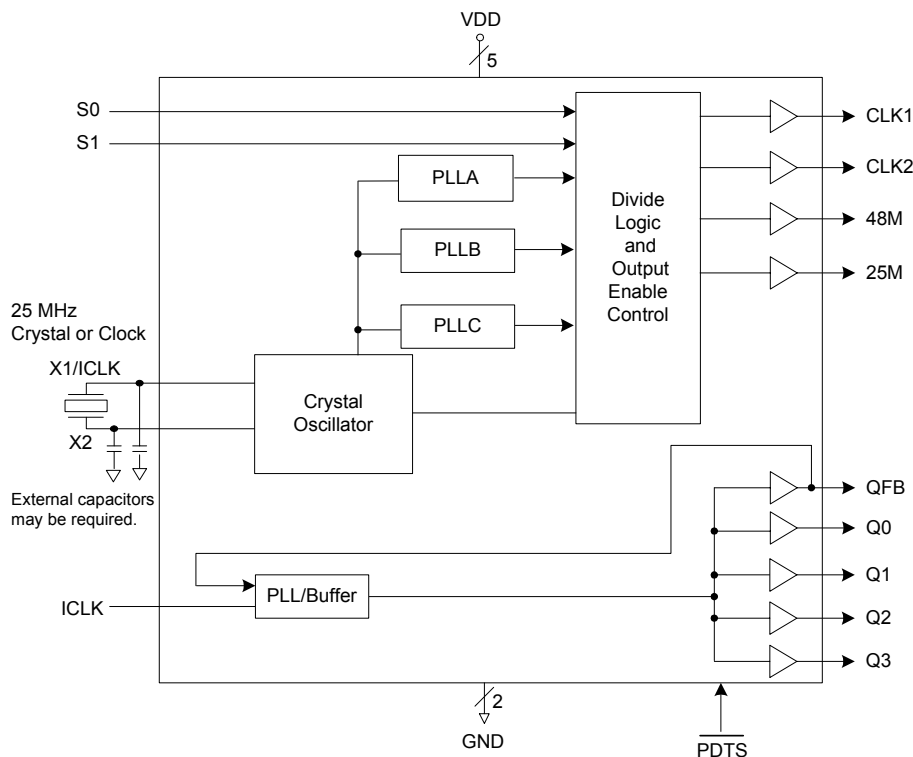 VDD
5
S0
S1
PLLA
PLLB
PLLC
Divide
Logic
and
Output
Enable
Control
CLK1
CLK2
48M
25M
25 MHz
Crystal or Clock
X1/ICLK
X2
Crystal
Oscillator
External capacitors
may be required.
ICLK
PLL/Buffer
QFB
Q0
Q1
Q2
Q3
2
GND
PDTS